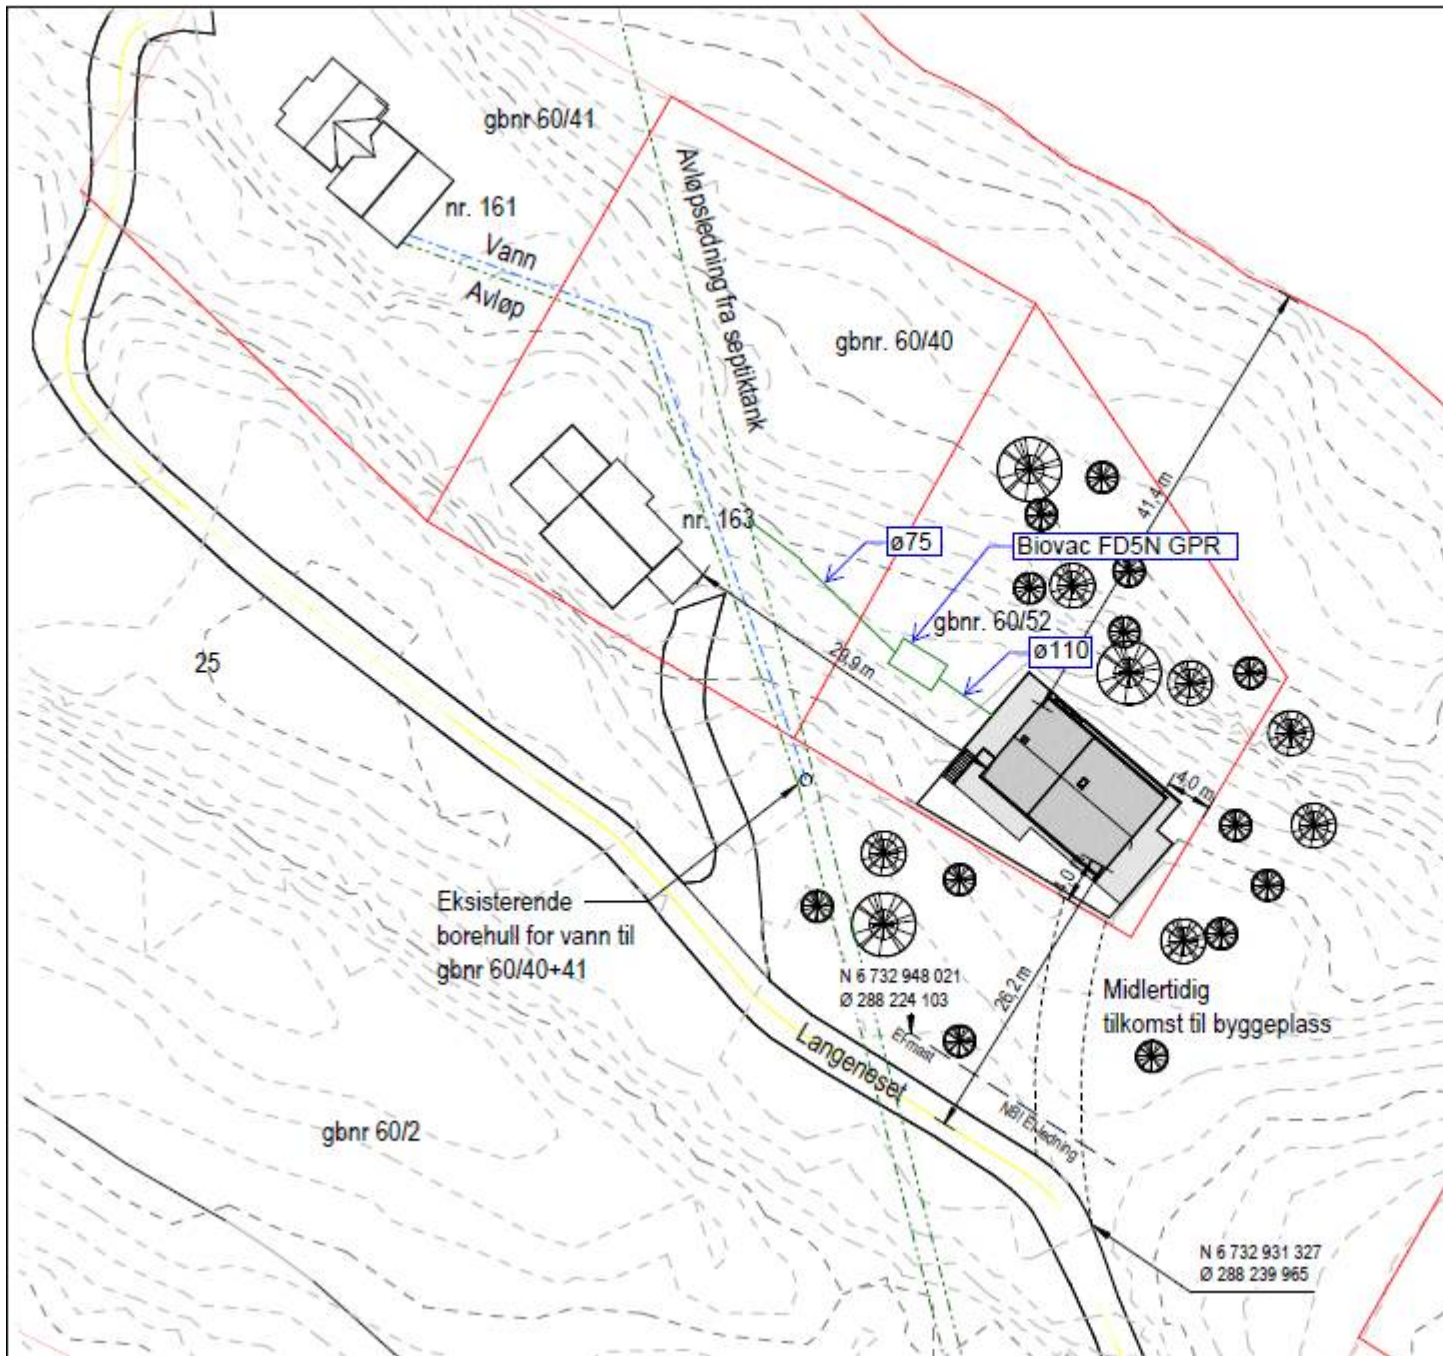 gbnr 60/41
nr. 161
Vann
Avløp
Avløpsledning fra septiktank
gbnr. 60/40
41,4 m
nr. 163
ø75
Biovac FD5N GPR
gbnr. 60/52
ø110
29,9 m
25
4,0 m
Eksisterende
borehull for vann til
gbnr 60/40+41
N 6 732 948 021
Ø 288 224 103
26,2 m
Midlertidig
tilkomst til byggeplass
El-mast
Langeneset
NB! El-ledning
gbnr 60/2
N 6 732 931 327
Ø 288 239 965